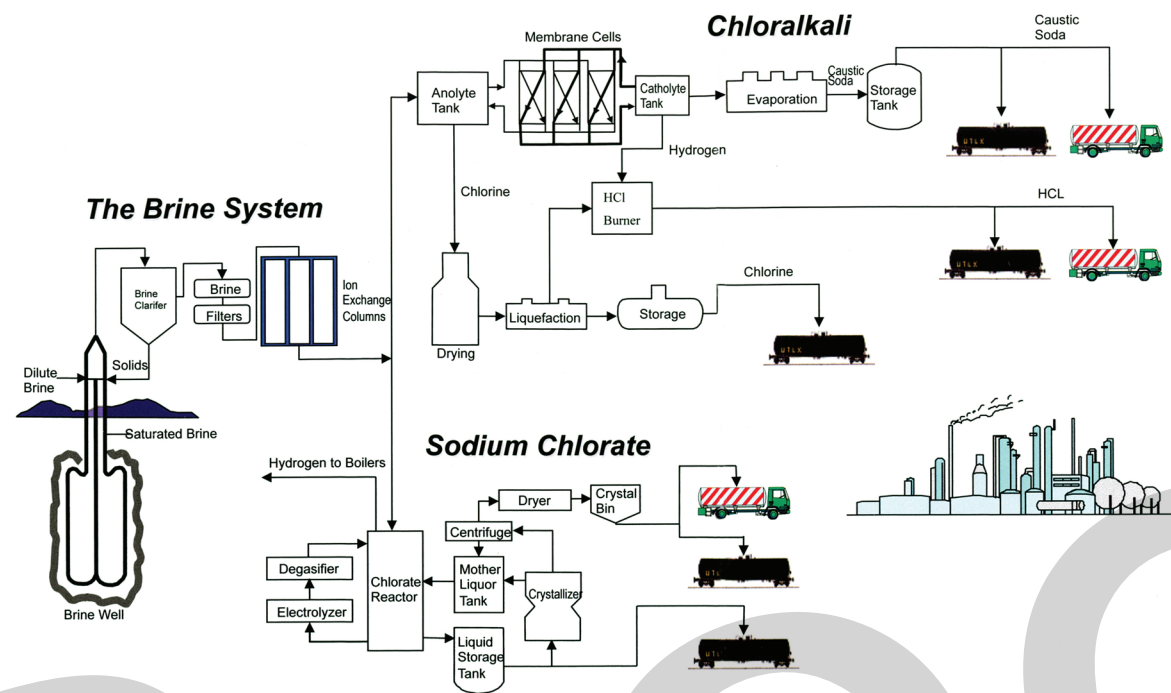 Chloralkali
Membrane Cells
Caustic
Soda
Anolyte
Tank
Catholyte
Tank
Evaporation
Caustic
Soda
Storage
Tank
UTLX
Hydrogen
Chlorine
HCl
Burner
HCL
UTLX
The Brine System
Brine
Clarifer
Brine
Filters
Ion
Exchange
Columns
Liquefaction
Storage
Chlorine
Drying
UTLX
Solids
Dilute
Brine
Saturated Brine
Brine Well
Sodium Chlorate
Hydrogen to Boilers
Dryer
Crystal
Bin
Centrifuge
Degasifier
Chlorate
Reactor
Mother
Liquor
Tank
Crystallizer
Electrolyzer
Liquid
Storage
Tank